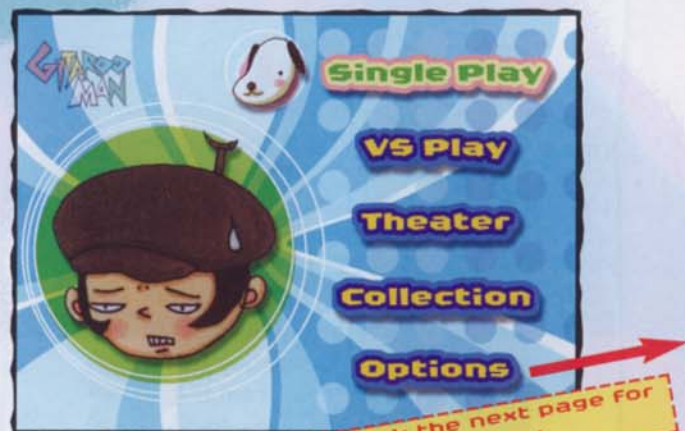 GITAROO
MAN
Single Play
VS Play
Theater
Collection
Options
the next page for